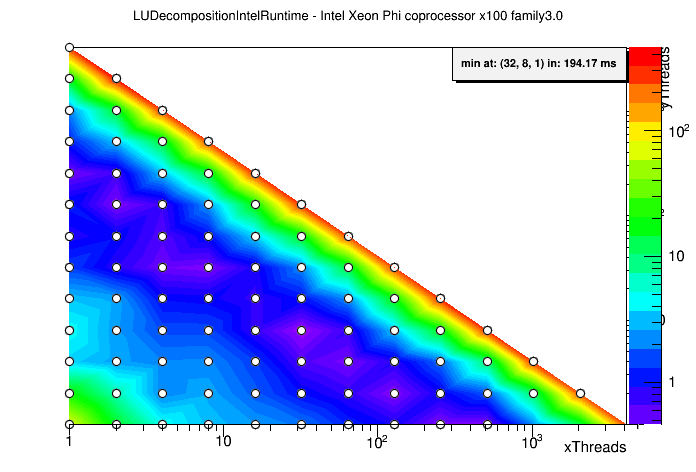 LUDecompositionIntelRuntime - Intel Xeon Phi coprocessor x100 family3.0
min at: (32, 8, 1) in: 194.17 ms
yThreads
10²
10
1
1
10
10²
10³
xThreads